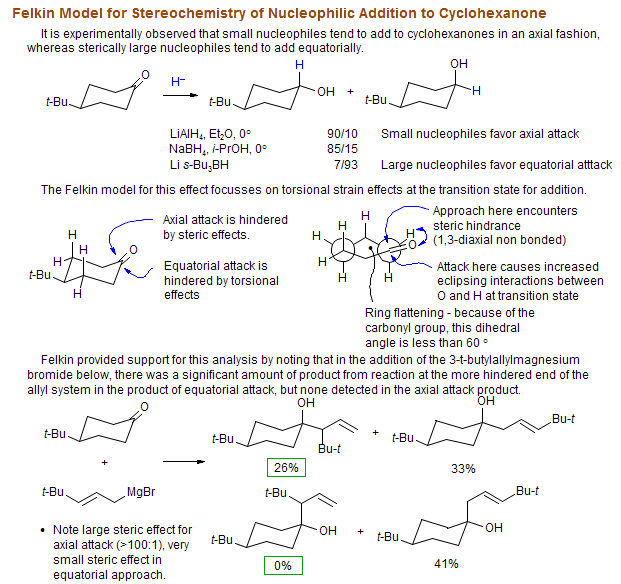 Felkin Model for Stereochemistry of Nucleophilic Addition to Cyclohexanone
It is experimentally observed that small nucleophiles tend to add to cyclohexanones in an axial fashion,
whereas sterically large nucleophiles tend to add equatorially.
O
t-Bu
H⁻
H
OH
t-Bu
+
OH
H
t-Bu
LiAlH₄, Et₂O, 0°
90/10
Small nucleophiles favor axial attack
NaBH₄, i-PrOH, 0°
85/15
Li s-Bu₃BH
7/93
Large nucleophiles favor equatorial atttack
The Felkin model for this effect focusses on torsional strain effects at the transition state for addition.
H
H
H
H
O
t-Bu
Axial attack is hindered
by steric effects.
Equatorial attack is
hindered by torsional
effects
H
H
H
H
H
H
H
O
Approach here encounters
steric hindrance
(1,3-diaxial non bonded)
Attack here causes increased
eclipsing interactions between
O and H at transition state
Ring flattening - because of the
carbonyl group, this dihedral
angle is less than 60 °
Felkin provided support for this analysis by noting that in the addition of the 3-t-butylallylmagnesium
bromide below, there was a significant amount of product from reaction at the more hindered end of the
allyl system in the product of equatorial attack, but none detected in the axial attack product.
O
t-Bu
+
t-Bu
MgBr
OH
t-Bu
Bu-t
26%
+
OH
Bu-t
t-Bu
33%
t-Bu
OH
t-Bu
0%
+
Bu-t
OH
t-Bu
41%
• Note large steric effect for
axial attack (>100:1), very
small steric effect in
equatorial approach.